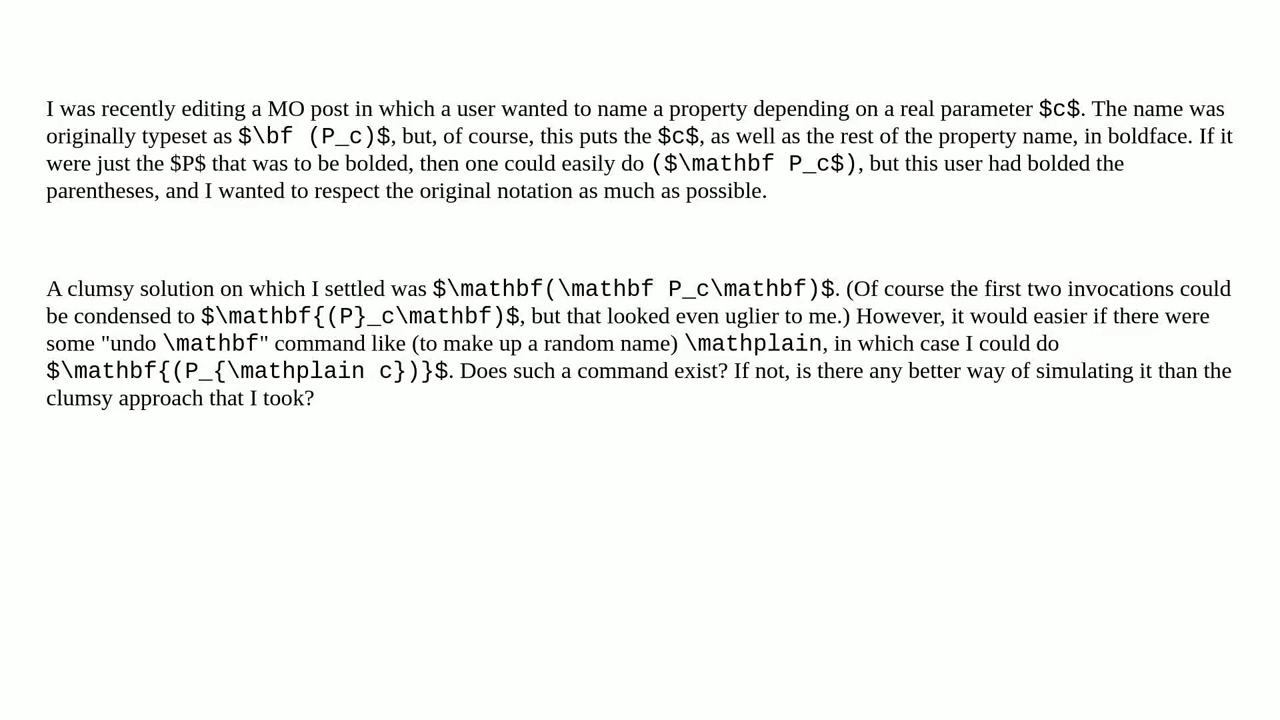 I was recently editing a MO post in which a user wanted to name a property depending on a real parameter $c$. The name was
originally typeset as $\bf (P_c)$, but, of course, this puts the $c$, as well as the rest of the property name, in boldface. If it
were just the $P$ that was to be bolded, then one could easily do ($\mathbf P_c$), but this user had bolded the
parentheses, and I wanted to respect the original notation as much as possible.
A clumsy solution on which I settled was $\mathbf(\mathbf P_c\mathbf)$. (Of course the first two invocations could
be condensed to $\mathbf{(P}_c\mathbf)$, but that looked even uglier to me.) However, it would easier if there were
some "undo \mathbf" command like (to make up a random name) \mathplain, in which case I could do
$\mathbf{(P_{\mathplain c})}$. Does such a command exist? If not, is there any better way of simulating it than the
clumsy approach that I took?